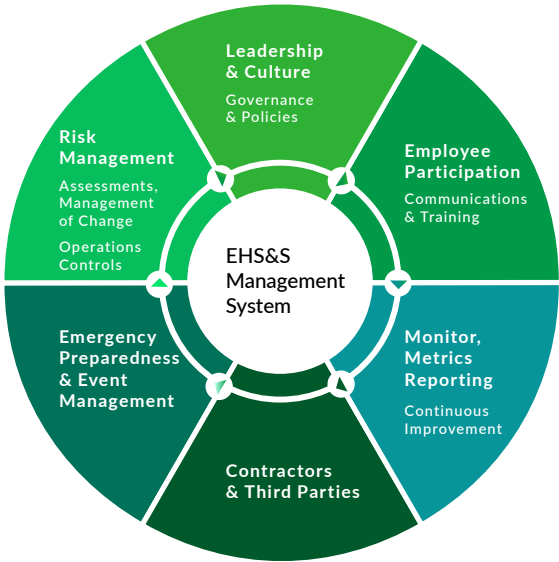 Leadership
& Culture
Governance
& Policies
Employee
Participation
Communications
& Training
Monitor,
Metrics
Reporting
Continuous
Improvement
Contractors
& Third Parties
Emergency
Preparedness
& Event
Management
Risk
Management
Assessments,
Management
of Change
Operations
Controls
EHS&S
Management
System